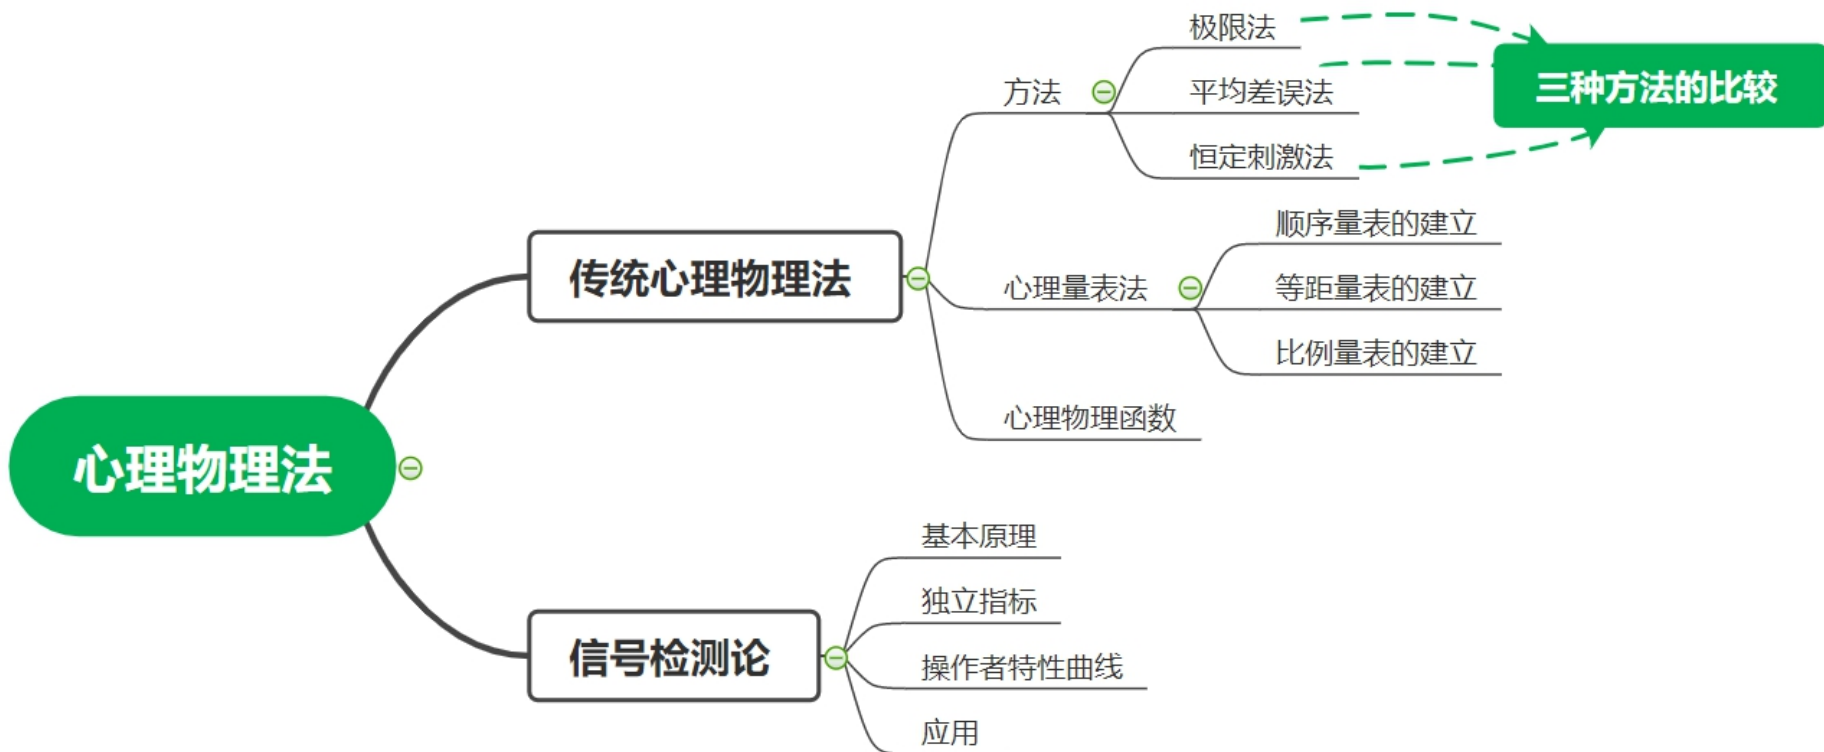 心理物理法
传统心理物理法
方法
极限法
平均差误法
恒定刺激法
三种方法的比较
心理量表法
顺序量表的建立
等距量表的建立
比例量表的建立
心理物理函数
信号检测论
基本原理
独立指标
操作者特性曲线
应用